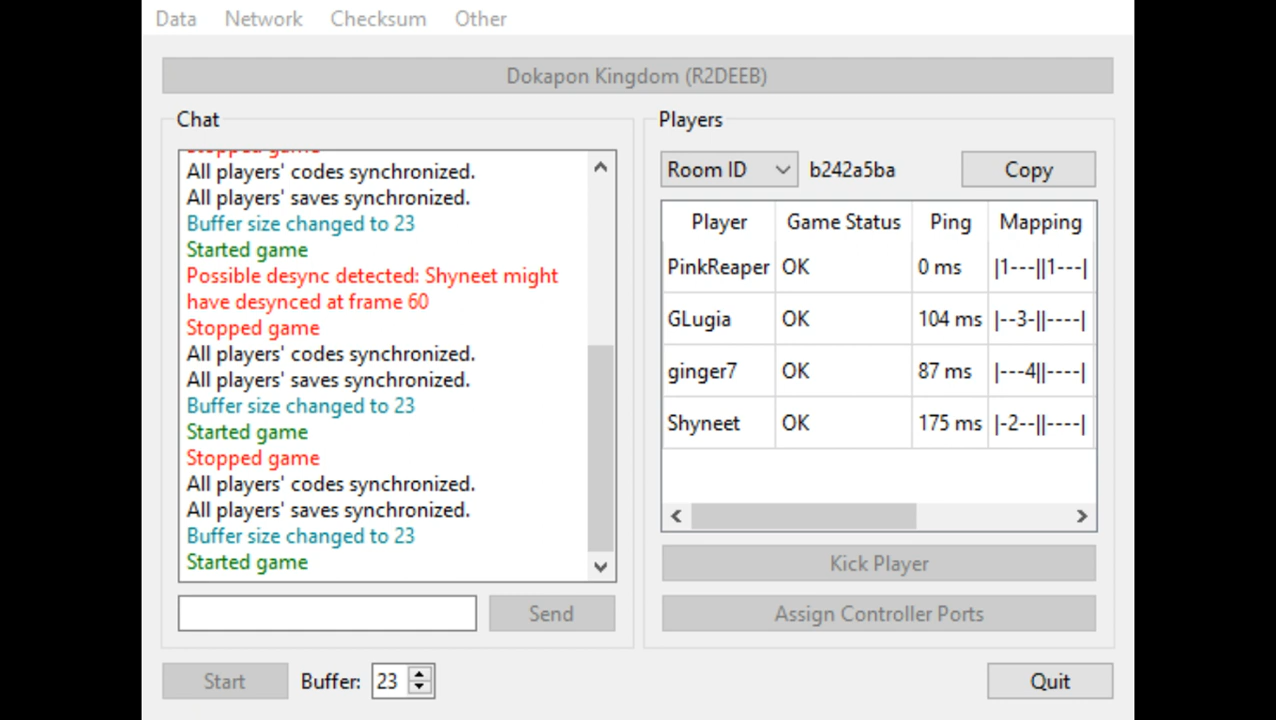 Data Network Checksum Other
Dokapon Kingdom (R2DEEB)
Chat
Stopped game
All players' codes synchronized.
All players' saves synchronized.
Buffer size changed to 23
Started game
Possible desync detected: Shyneet might
have desynced at frame 60
Stopped game
All players' codes synchronized.
All players' saves synchronized.
Buffer size changed to 23
Started game
Stopped game
All players' codes synchronized.
All players' saves synchronized.
Buffer size changed to 23
Started game
Send
Players
Room ID b242a5ba Copy
Player Game Status Ping Mapping
PinkReaper OK 0 ms |1---||1---|
GLugia OK 104 ms |--3-||----|
ginger7 OK 87 ms |---4||----|
Shyneet OK 175 ms |-2--||----|
Kick Player
Assign Controller Ports
Start Buffer: 23 Quit